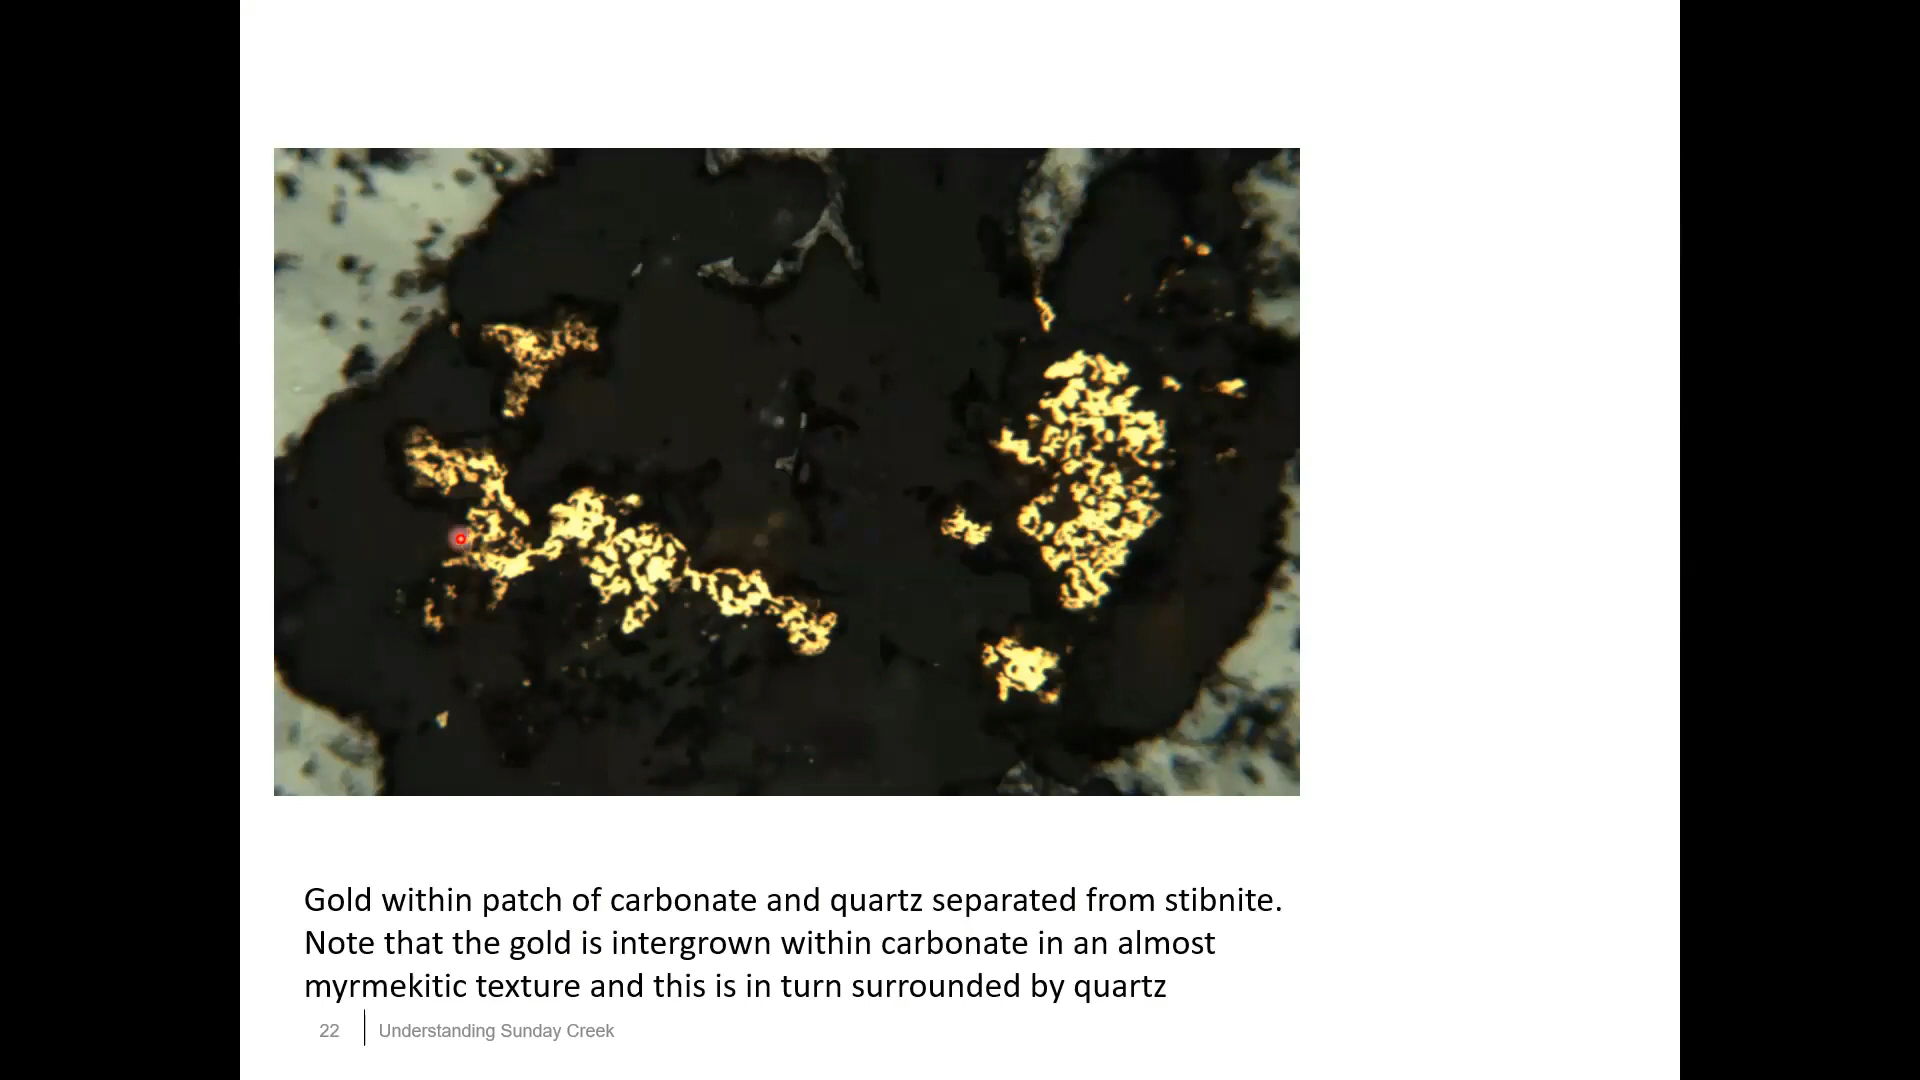 Gold within patch of carbonate and quartz separated from stibnite.
Note that the gold is intergrown within carbonate in an almost
myrmekitic texture and this is in turn surrounded by quartz
22 Understanding Sunday Creek